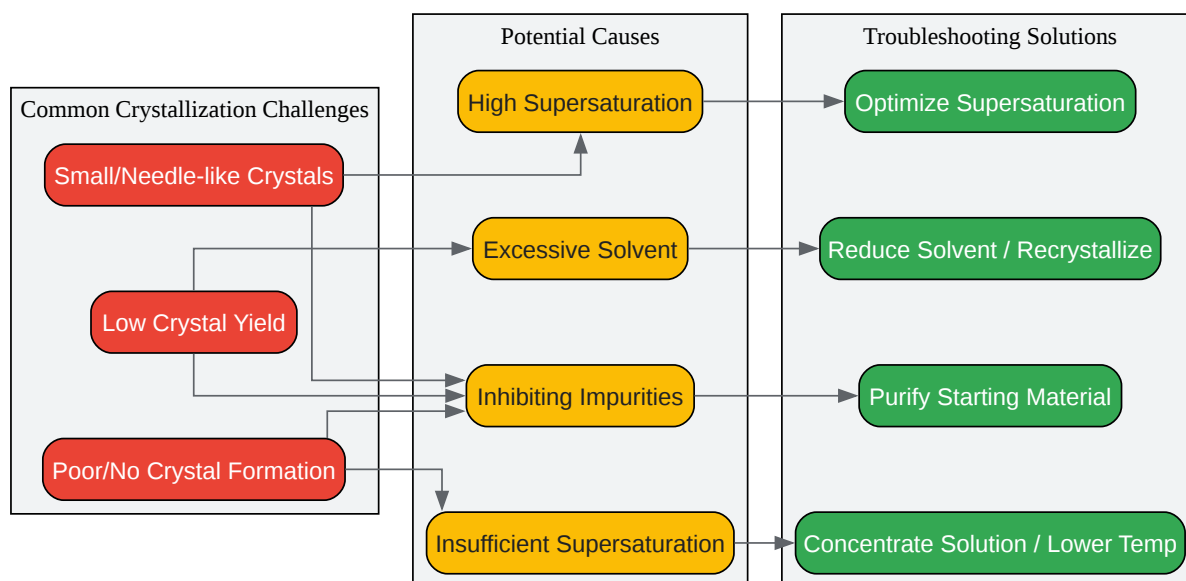 Common Crystallization Challenges
Small/Needle-like Crystals
Low Crystal Yield
Poor/No Crystal Formation
Potential Causes
High Supersaturation
Excessive Solvent
Inhibiting Impurities
Insufficient Supersaturation
Troubleshooting Solutions
Optimize Supersaturation
Reduce Solvent / Recrystallize
Purify Starting Material
Concentrate Solution / Lower Temp